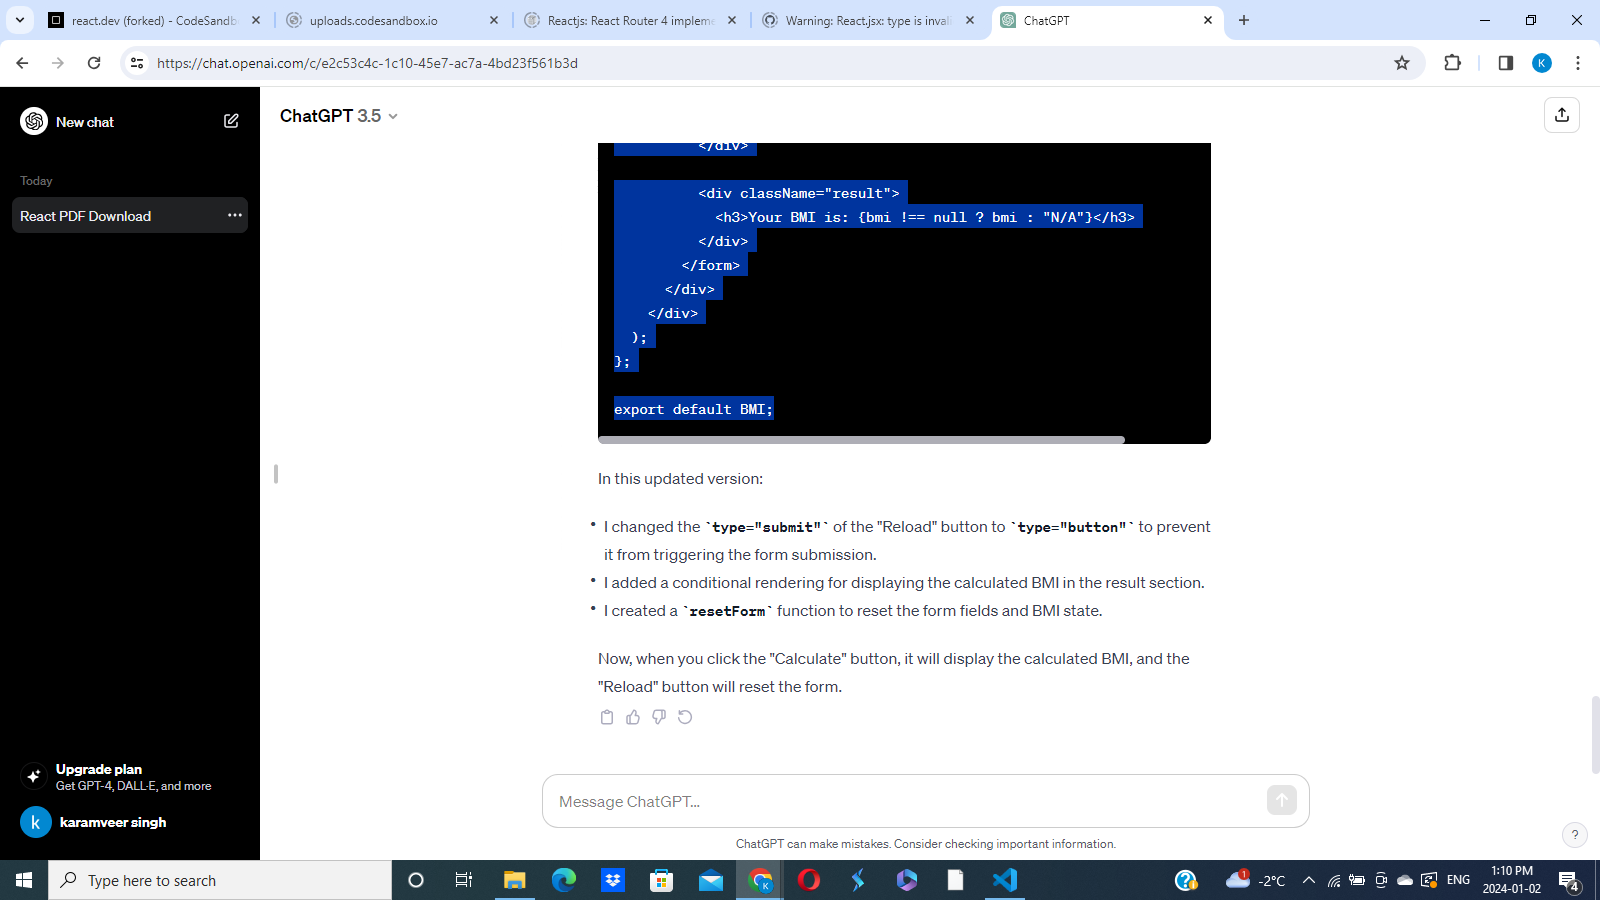 react.dev (forked) - CodeSandb
uploads.codesandbox.io
Reactjs: React Router 4 impleme
Warning: React.jsx: type is invali
ChatGPT
https://chat.openai.com/c/e2c53c4c-1c10-45e7-ac7a-4bd23f561b3d
K
New chat
Today
React PDF Download
Upgrade plan
Get GPT-4, DALL·E, and more
k
karamveer singh
ChatGPT 3.5
</div>
<div className="result">
<h3>Your BMI is: {bmi !== null ? bmi : "N/A"}</h3>
</div>
</form>
</div>
</div>
);
};
export default BMI;
In this updated version:
• I changed the `type="submit"` of the "Reload" button to `type="button"` to prevent
it from triggering the form submission.
• I added a conditional rendering for displaying the calculated BMI in the result section.
• I created a `resetForm` function to reset the form fields and BMI state.
Now, when you click the "Calculate" button, it will display the calculated BMI, and the
"Reload" button will reset the form.
Message ChatGPT...
ChatGPT can make mistakes. Consider checking important information.
?
Type here to search
K
1
-2°C
ENG
1:10 PM
2024-01-02
4